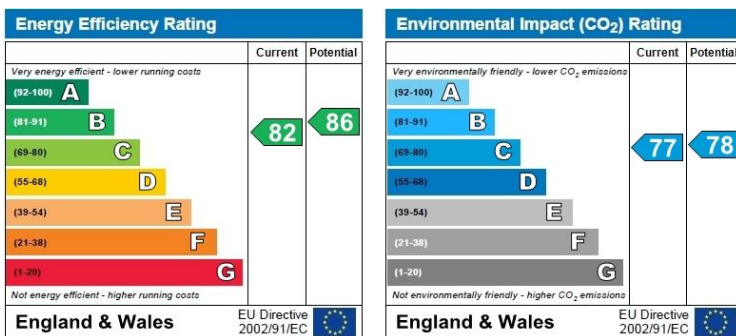 Energy Efficiency Rating
Current Potential
Very energy efficient - lower running costs
(92-100) A
(81-91) B
(69-80) C
(55-68) D
(39-54) E
(21-38) F
(1-20) G
82
86
Not energy efficient - higher running costs
England & Wales
EU Directive
2002/91/EC
Environmental Impact (CO₂) Rating
Current Potential
Very environmentally friendly - lower CO₂ emissions
(92-100) A
(81-91) B
(69-80) C
(55-68) D
(39-54) E
(21-38) F
(1-20) G
77
78
Not environmentally friendly - higher CO₂ emissions
England & Wales
EU Directive
2002/91/EC